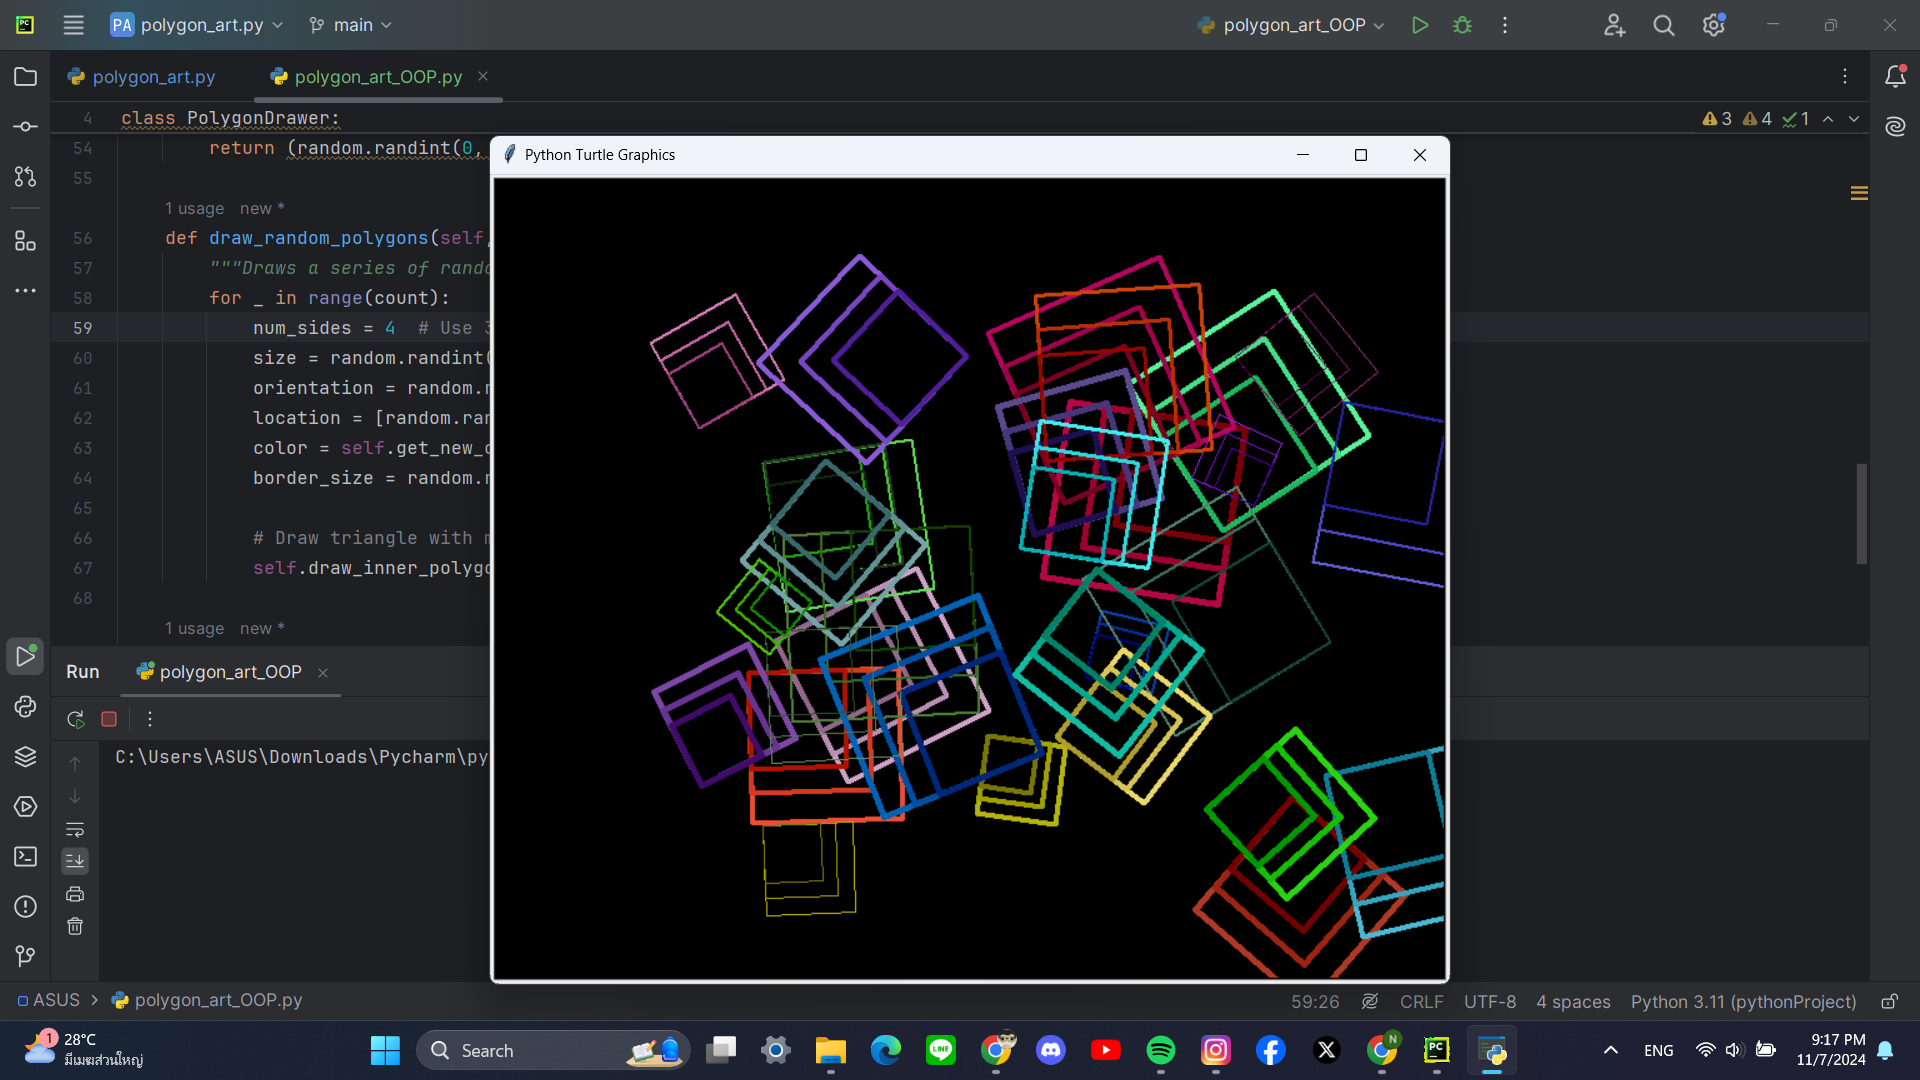 PA polygon_art.py main polygon_art_OOP
polygon_art.py polygon_art_OOP.py
4 class PolygonDrawer: 3 4 1
54 return (random.randint(0,
Python Turtle Graphics
55
1 usage new *
56 def draw_random_polygons(self,
57 """Draws a series of rando
58 for _ in range(count):
59 num_sides = 4 # Use 3
60 size = random.randint(
61 orientation = random.r
62 location = [random.ran
63 color = self.get_new_c
64 border_size = random.r
65
66 # Draw triangle with m
67 self.draw_inner_polygo
68
1 usage new *
Run polygon_art_OOP
C:\Users\ASUS\Downloads\Pycharm\py
ASUS > polygon_art_OOP.py 59:26 CRLF UTF-8 4 spaces Python 3.11 (pythonProject)
1 28°C
มีเมฆส่วนใหญ่
Search
LINE
N
PC
ENG
9:17 PM
11/7/2024